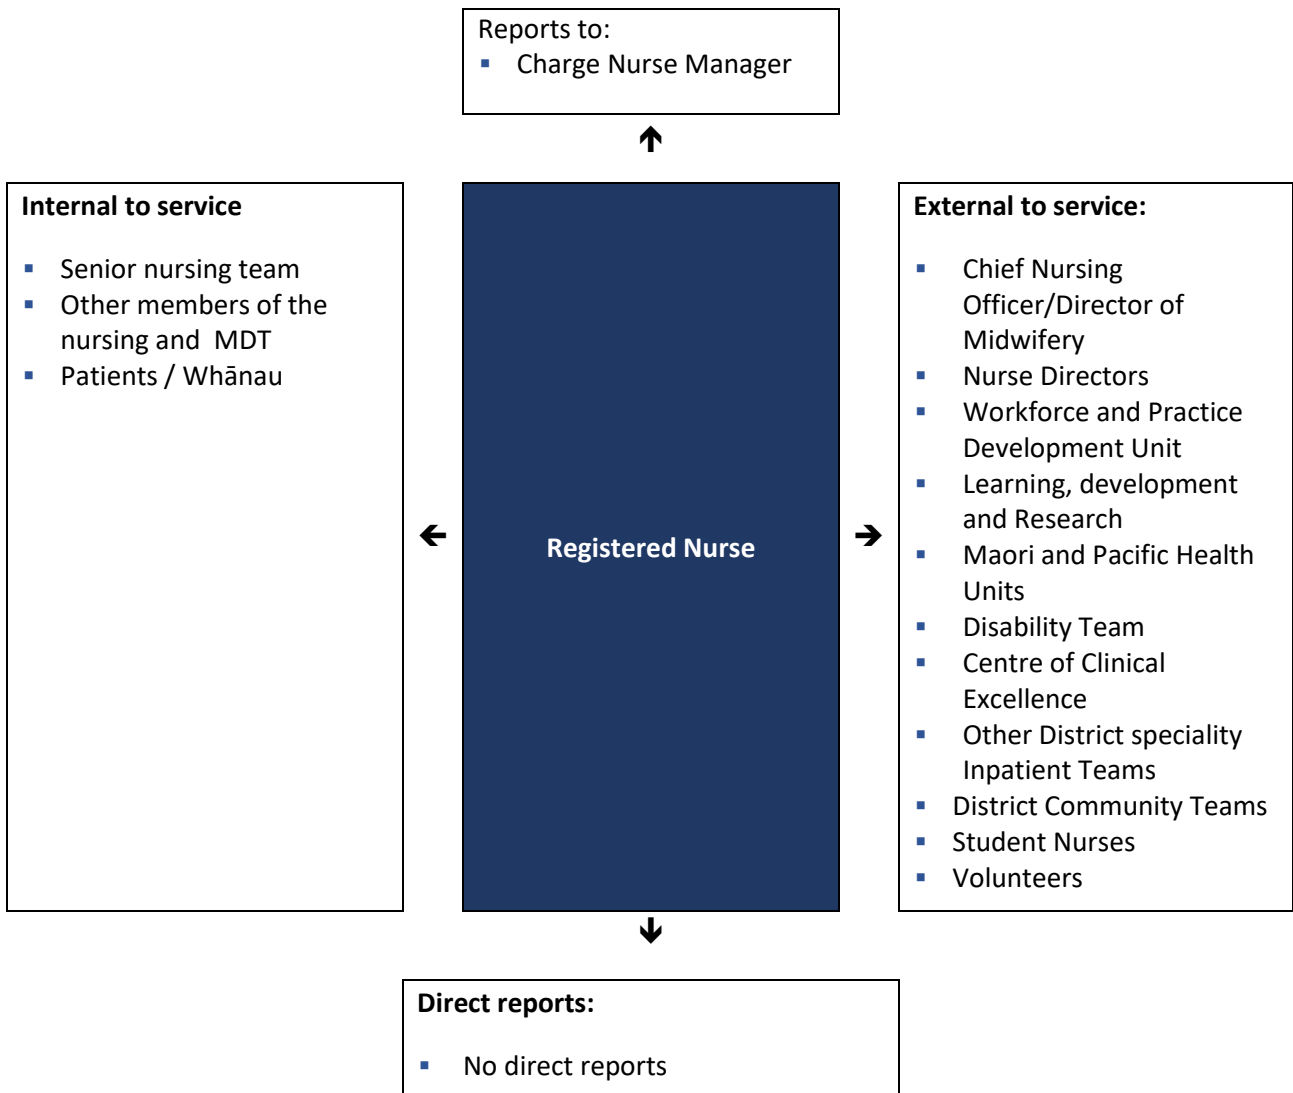 Reports to:
▪ Charge Nurse Manager
↑
Internal to service
▪ Senior nursing team
▪ Other members of the
nursing and  MDT
▪ Patients / Whānau
←
Registered Nurse
→
External to service:
▪ Chief Nursing
Officer/Director of
Midwifery
▪ Nurse Directors
▪ Workforce and Practice
Development Unit
▪ Learning, development
and Research
▪ Maori and Pacific Health
Units
▪ Disability Team
▪ Centre of Clinical
Excellence
▪ Other District speciality
Inpatient Teams
▪ District Community Teams
▪ Student Nurses
▪ Volunteers
↓
Direct reports:
▪ No direct reports